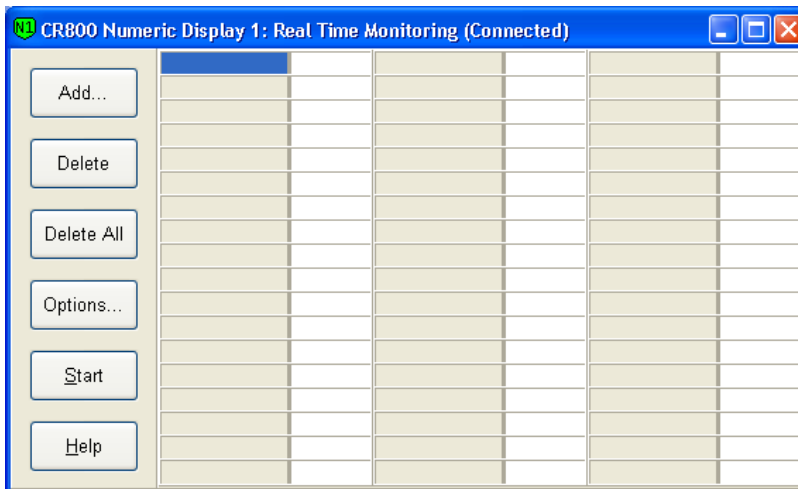 N1 CR800 Numeric Display 1: Real Time Monitoring (Connected)
Add...
Delete
Delete All
Options...
Start
Help